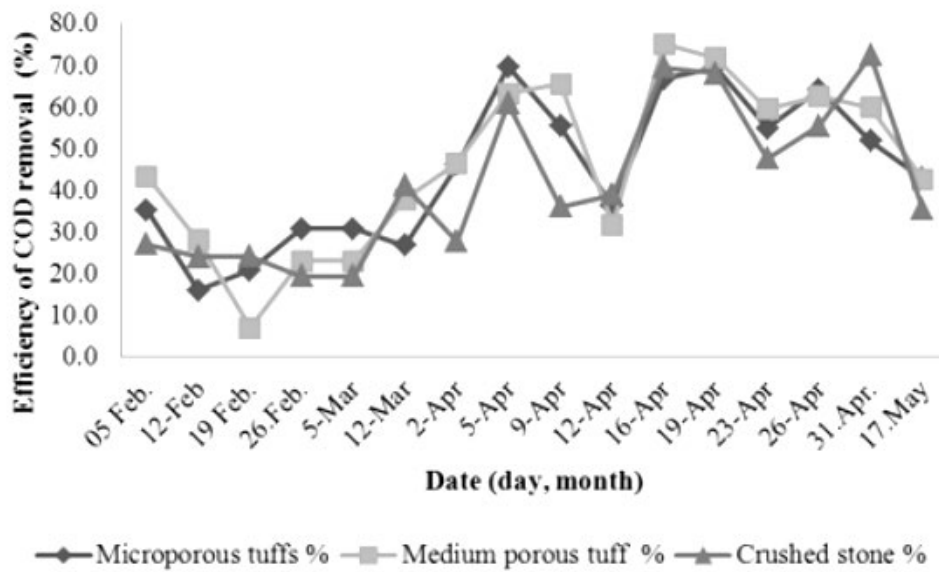 Efficiency of COD removal (%)
80.0
70.0
60.0
50.0
40.0
30.0
20.0
10.0
0.0
05 Feb.
12-Feb
19 Feb.
26.Feb.
5-Mar
12-Mar
2-Apr
5-Apr
9-Apr
12-Apr
16-Apr
19-Apr
23-Apr
26-Apr
31.Apr.
17.May
Date (day, month)
Microporous tuffs %
Medium porous tuff %
Crushed stone %